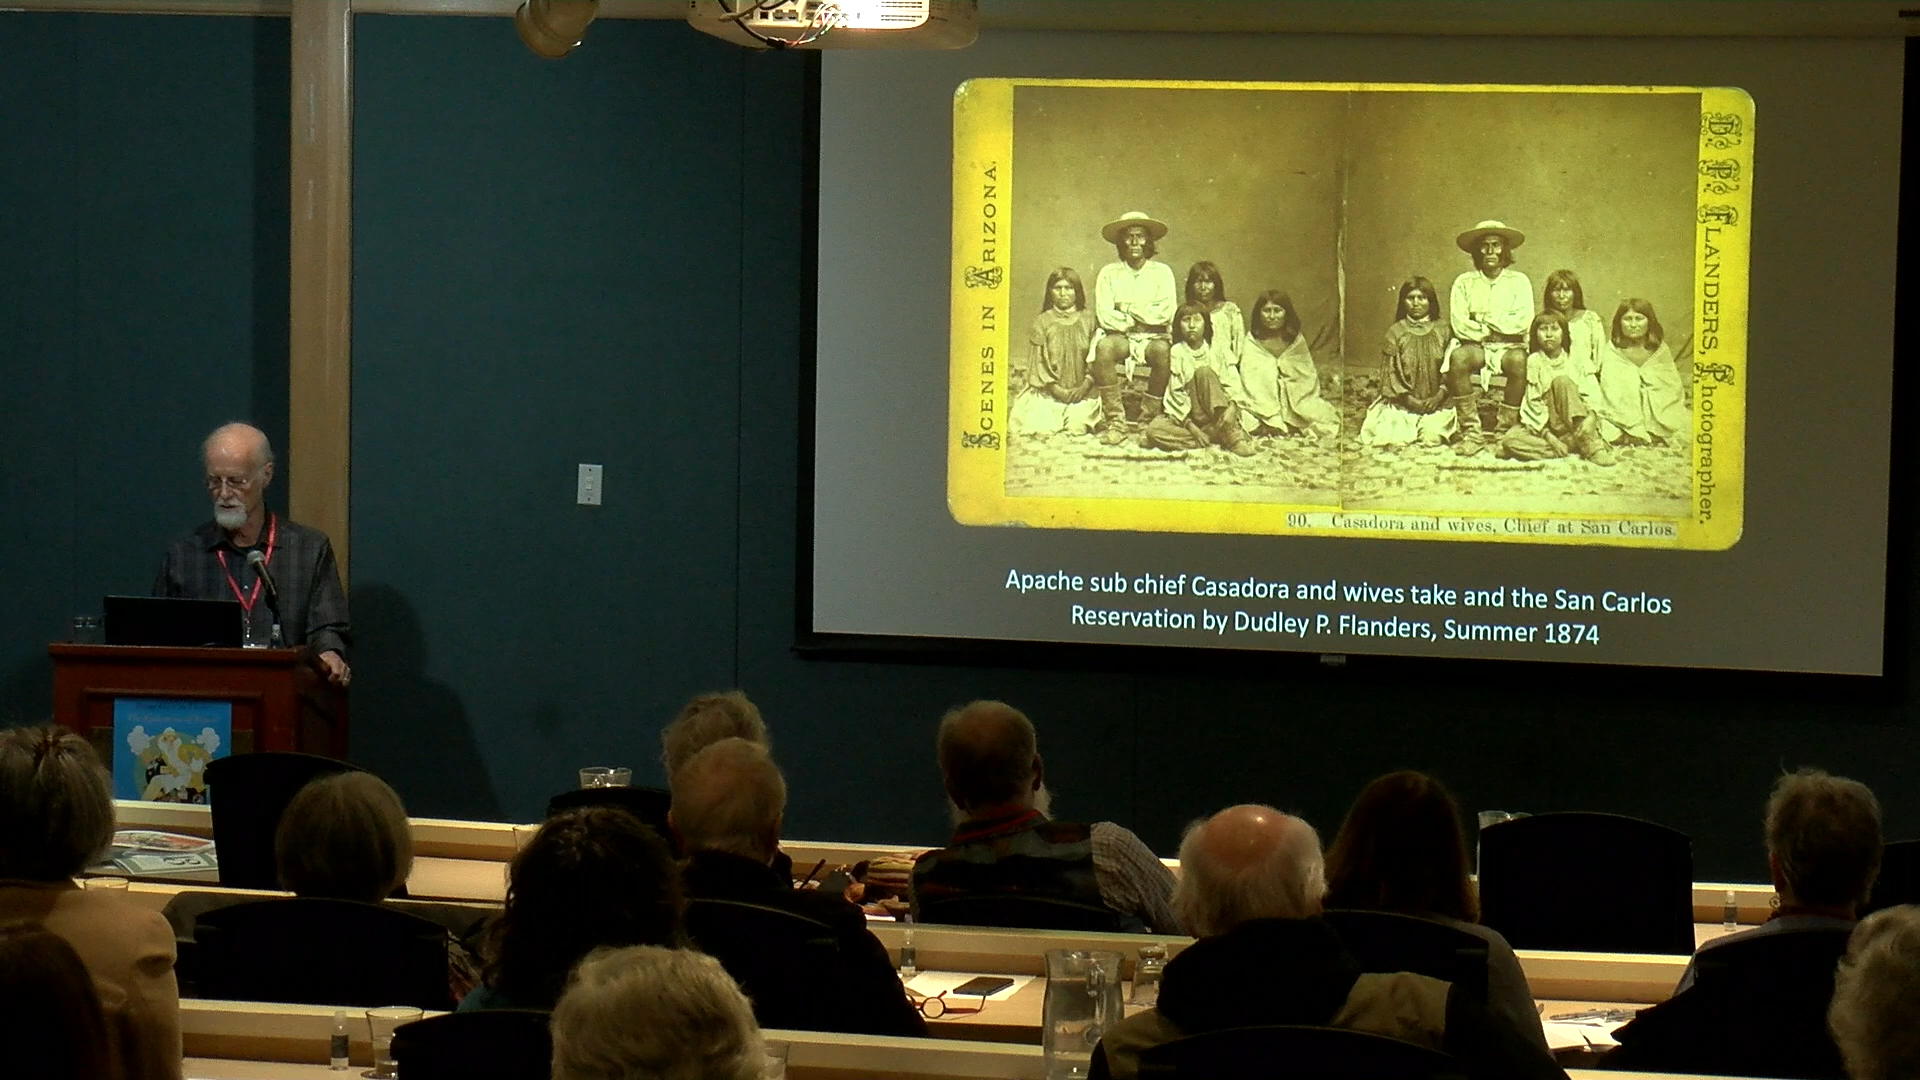 SCENES IN ARIZONA.
D. P. FLANDERS, Photographer.
90. Casadora and wives, Chief at San Carlos.
Apache sub chief Casadora and wives take and the San Carlos
Reservation by Dudley P. Flanders, Summer 1874